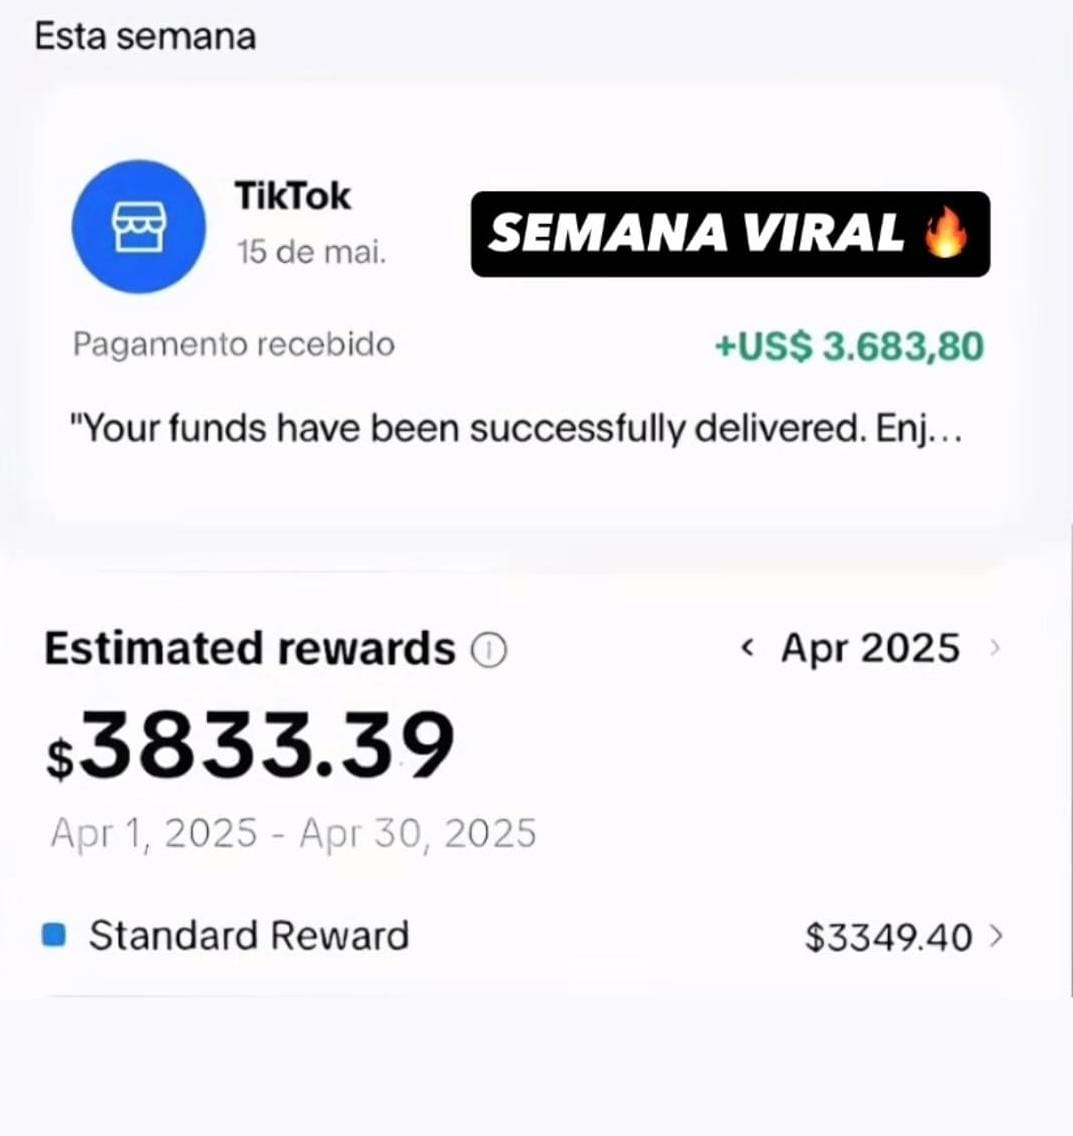 Esta semana
TikTok
15 de mai.
SEMANA VIRAL 🔥
Pagamento recebido
+US$ 3.683,80
"Your funds have been successfully delivered. Enj...
Estimated rewards
< Apr 2025 >
$3833.39
Apr 1, 2025 - Apr 30, 2025
Standard Reward
$3349.40 >